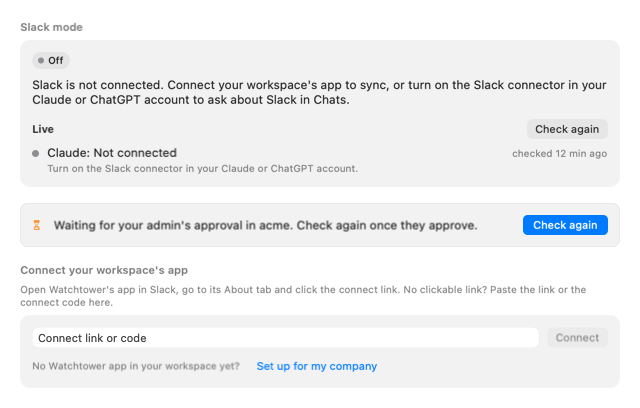 Slack mode
Off
Slack is not connected. Connect your workspace's app to sync, or turn on the Slack connector in your
Claude or ChatGPT account to ask about Slack in Chats.
Live
Check again
Claude: Not connected
checked 12 min ago
Turn on the Slack connector in your Claude or ChatGPT account.
Waiting for your admin's approval in acme. Check again once they approve.
Check again
Connect your workspace's app
Open Watchtower's app in Slack, go to its About tab and click the connect link. No clickable link? Paste the link or the
connect code here.
Connect link or code
Connect
No Watchtower app in your workspace yet?
Set up for my company